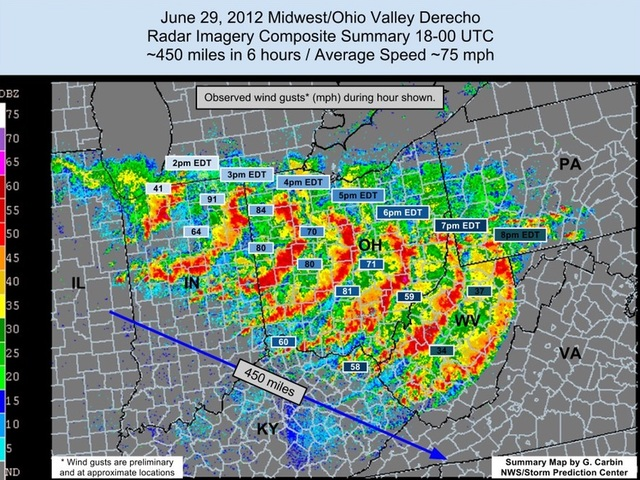 June 29, 2012 Midwest/Ohio Valley Derecho
Radar Imagery Composite Summary 18-00 UTC
~450 miles in 6 hours / Average Speed ~75 mph
DBZ
75
70
65
60
55
50
45
40
35
30
25
20
15
10
5
ND
Observed wind gusts* (mph) during hour shown.
2pm EDT
3pm EDT
4pm EDT
5pm EDT
6pm EDT
7pm EDT
8pm EDT
PA
41
91
84
64
70
80
OH
80
71
IL
IN
81
59
37
WV
60
34
VA
58
450 miles
KY
* Wind gusts are preliminary
and at approximate locations
Summary Map by G. Carbin
NWS/Storm Prediction Center